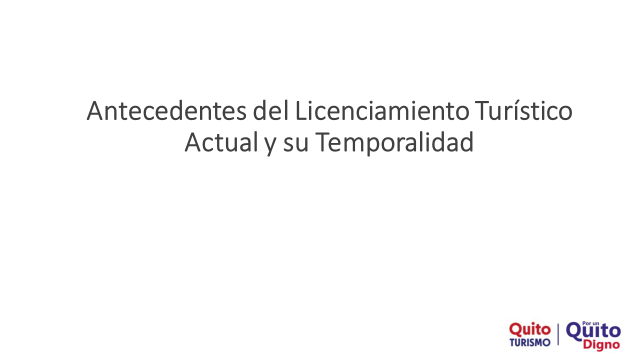 Antecedentes del Licenciamiento Turístico
Actual y su Temporalidad
Quito
TURISMO
Por un
Quito
Digno